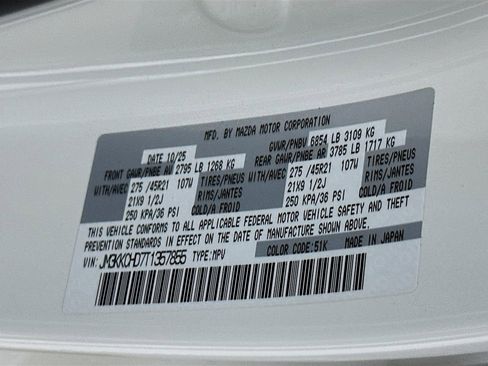 MFD. BY MAZDA MOTOR CORPORATION
DATE 10/25 GVWR/PNBV 6854 LB 3109 KG
FRONT GAWR/PNBE AV 2795 LB 1268 KG REAR GAWR/PNBE AR 3785 LB 1717 KG
WITH/AVEC 275 /45R21 107W TIRES/PNEUS WITH/AVEC 275 /45R21 107W TIRES/PNEUS
21X9 1/2J RIMS/JANTES 21X9 1/2J RIMS/JANTES
250 KPA/36 PSI COLD/A FROID 250 KPA/36 PSI COLD/A FROID
THIS VEHICLE CONFORMS TO ALL APPLICABLE FEDERAL MOTOR VEHICLE SAFETY AND THEFT
PREVENTION STANDARDS IN EFFECT ON THE DATE OF MANUFACTURE SHOWN ABOVE.
VIN: JM3KKCHD7T1357855 TYPE:MPV COLOR CODE:51K MADE IN JAPAN